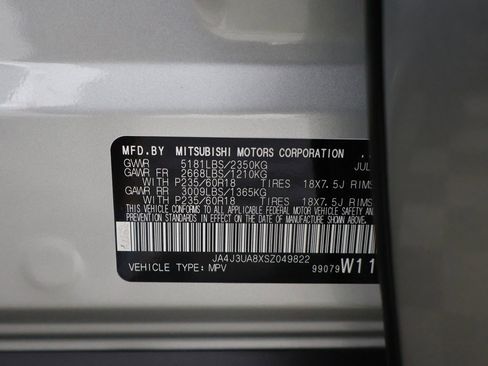 MFD.BY MITSUBISHI MOTORS CORPORATION
GVWR 5181LBS/2350KG JUL
GAWR FR 2668LBS/1210KG
WITH P235/60R18 TIRES 18X7.5J RIMS
GAWR RR 3009LBS/1365KG
WITH P235/60R18 TIRES 18X7.5J RIMS
THIS VEHICLE CONFORMS TO ALL APPLICABLE FEDERAL MOTOR VEHICLE SAFETY AN
PREVENTION STANDARDS IN EFFECT ON THE DATE OF MANUFACTURE SHOWN ABOVE.
JA4J3UA8XSZ049822
VEHICLE TYPE: MPV 99079 W11